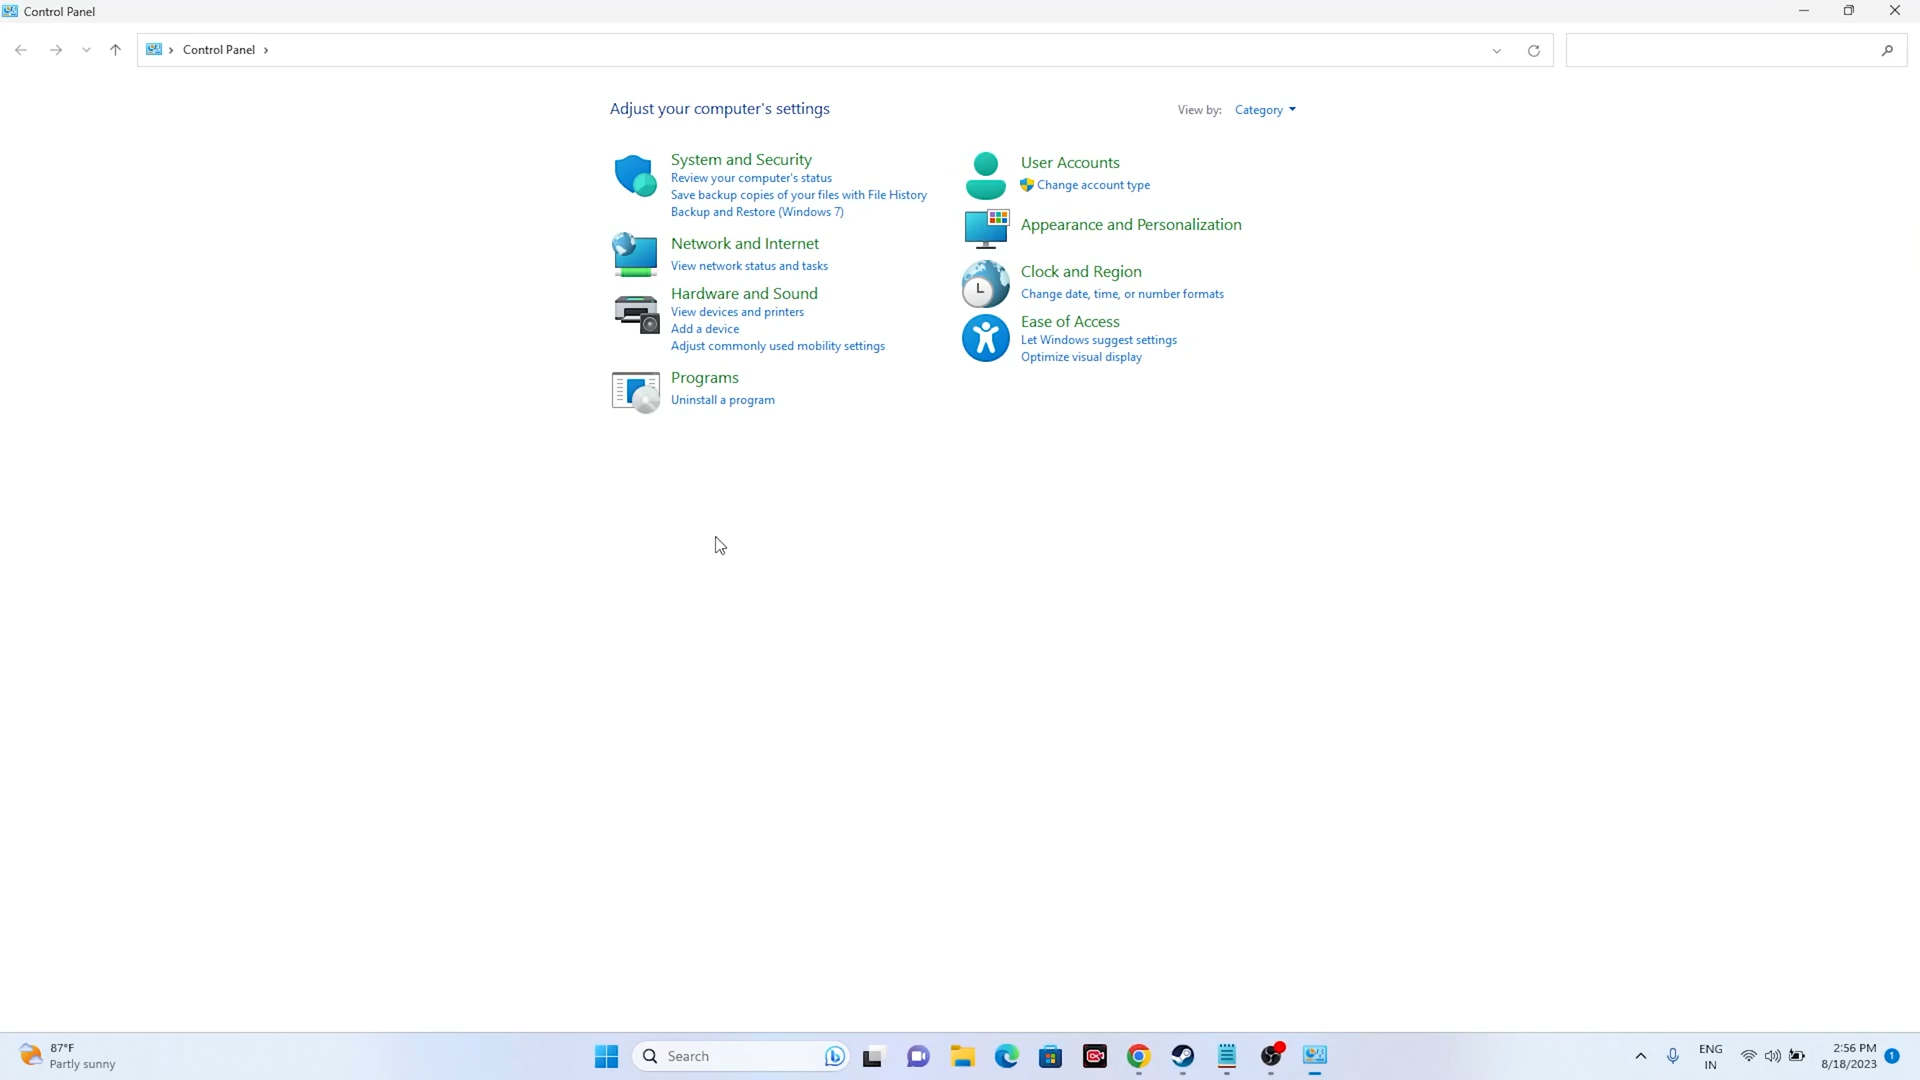 Control Panel
Control Panel
Adjust your computer's settings
View by: Category
System and Security
Review your computer's status
Save backup copies of your files with File History
Backup and Restore (Windows 7)
Network and Internet
View network status and tasks
Hardware and Sound
View devices and printers
Add a device
Adjust commonly used mobility settings
Programs
Uninstall a program
User Accounts
Change account type
Appearance and Personalization
Clock and Region
Change date, time, or number formats
Ease of Access
Let Windows suggest settings
Optimize visual display
87°F
Partly sunny
Search
ENG
IN
2:56 PM
8/18/2023
1